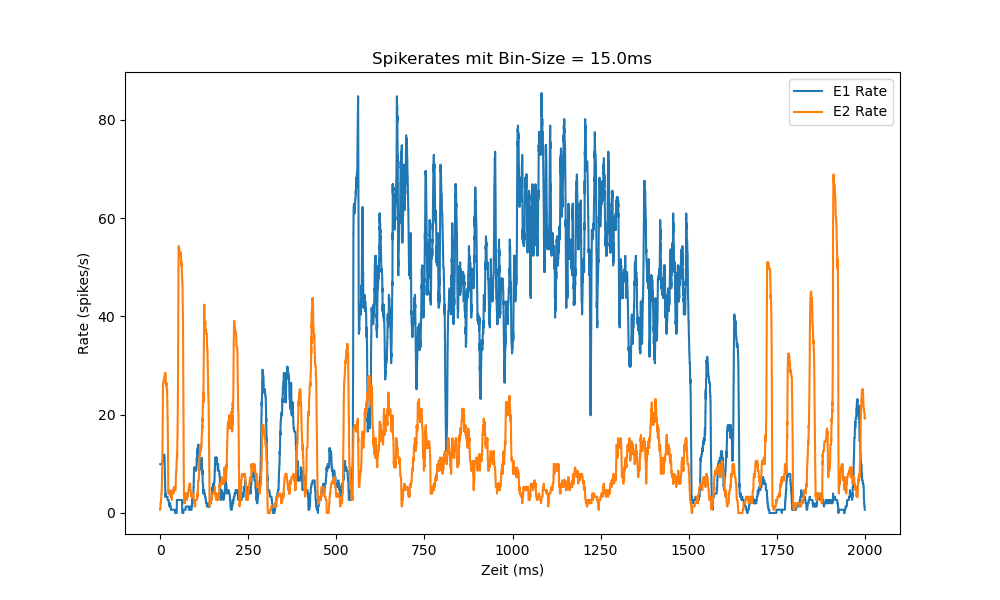 Spikerates mit Bin-Size = 15.0ms
E1 Rate
E2 Rate
80
60
40
20
0
Rate (spikes/s)
0 250 500 750 1000 1250 1500 1750 2000
Zeit (ms)